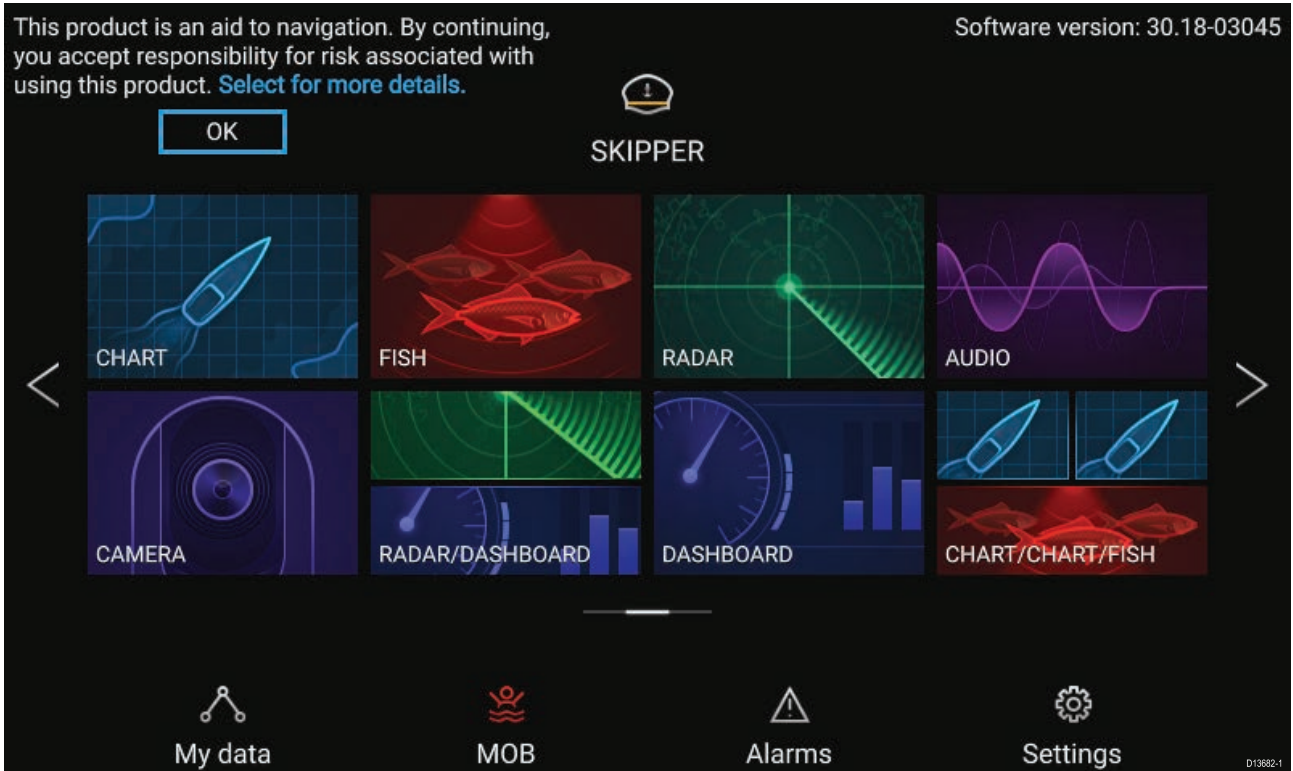 This product is an aid to navigation. By continuing,
you accept responsibility for risk associated with
using this product. Select for more details.
OK
Software version: 30.18-03045
SKIPPER
CHART
FISH
RADAR
AUDIO
CAMERA
RADAR/DASHBOARD
DASHBOARD
CHART/CHART/FISH
My data
MOB
Alarms
Settings
D13682-1